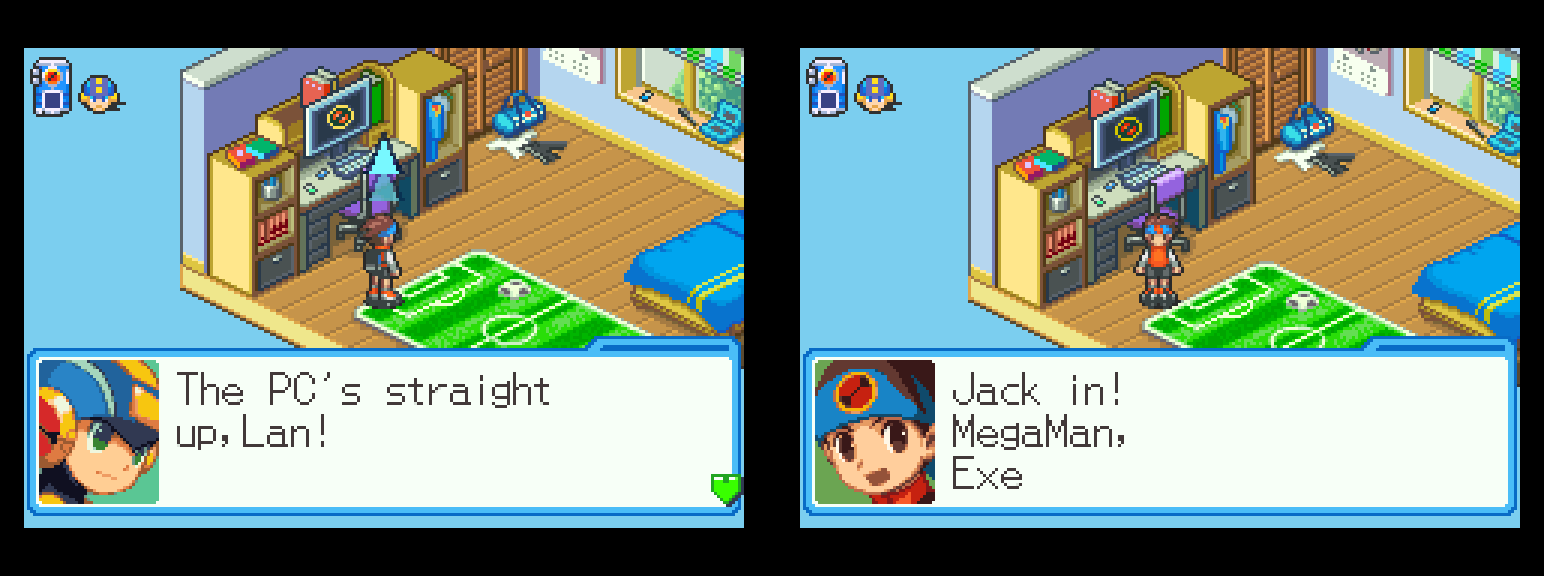 The PC's straight
up,Lan!
Jack in!
MegaMan,
Exe